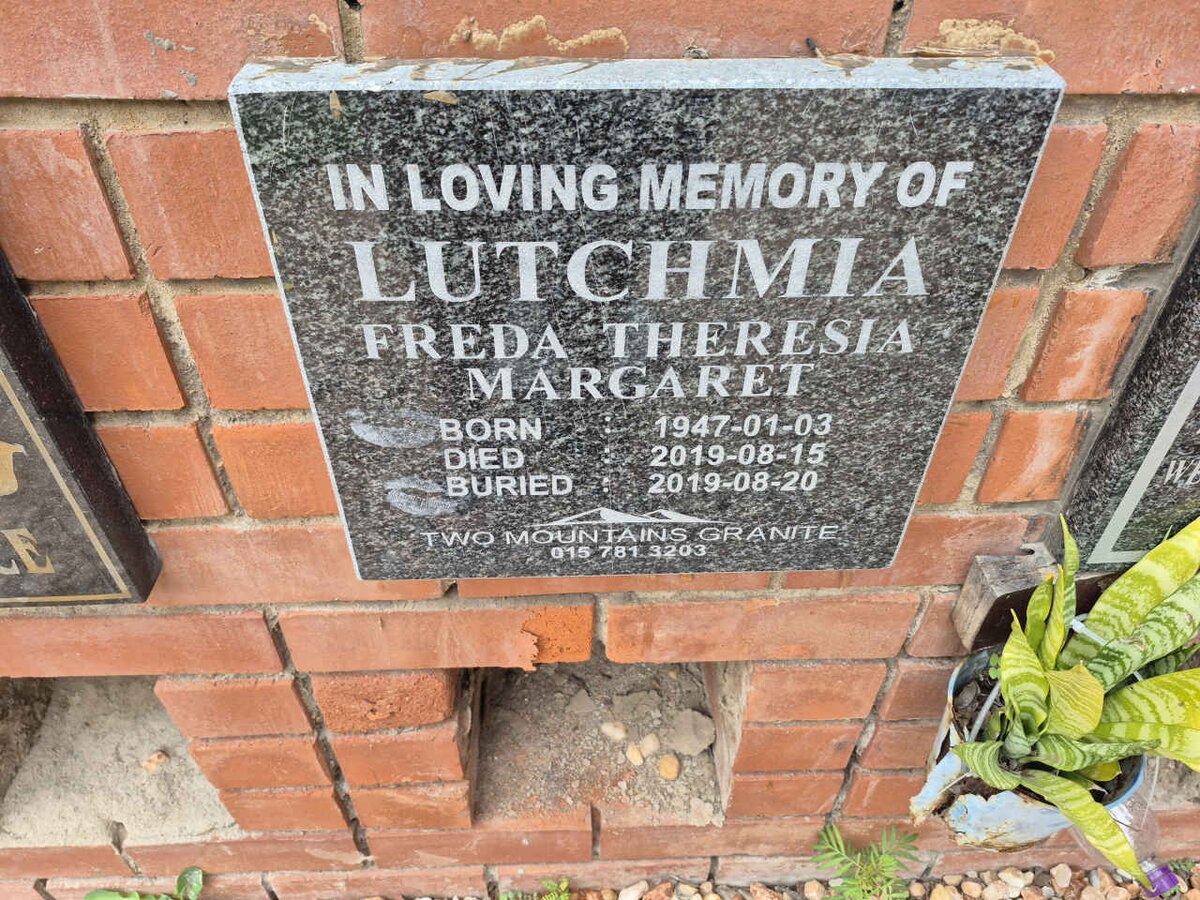 IN LOVING MEMORY OF
LUTCHMIA
FREDA THERESIA
MARGARET
BORN : 1947-01-03
DIED : 2019-08-15
BURIED : 2019-08-20
TWO MOUNTAINS GRANITE
015 781 3203